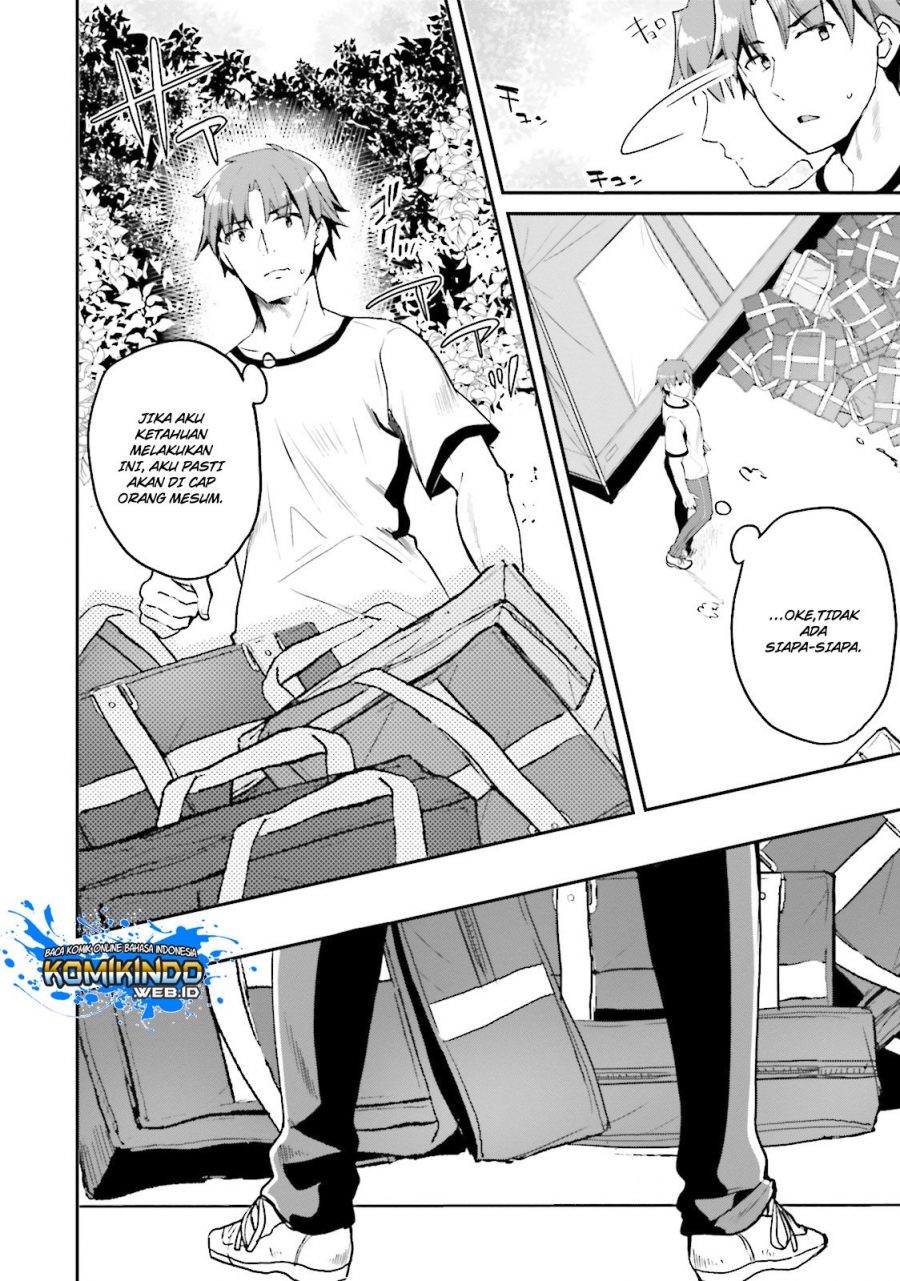 キョロ
チュン
チュン
...OKE,TIDAK
ADA
SIAPA-SIAPA.
JIKA AKU
KETAHUAN
MELAKUKAN
INI, AKU PASTI
AKAN DI CAP
ORANG MESUM.
BACA KOMIK ONLINE BAHASA INDONESIA
KOMIKINDO
WEB.ID